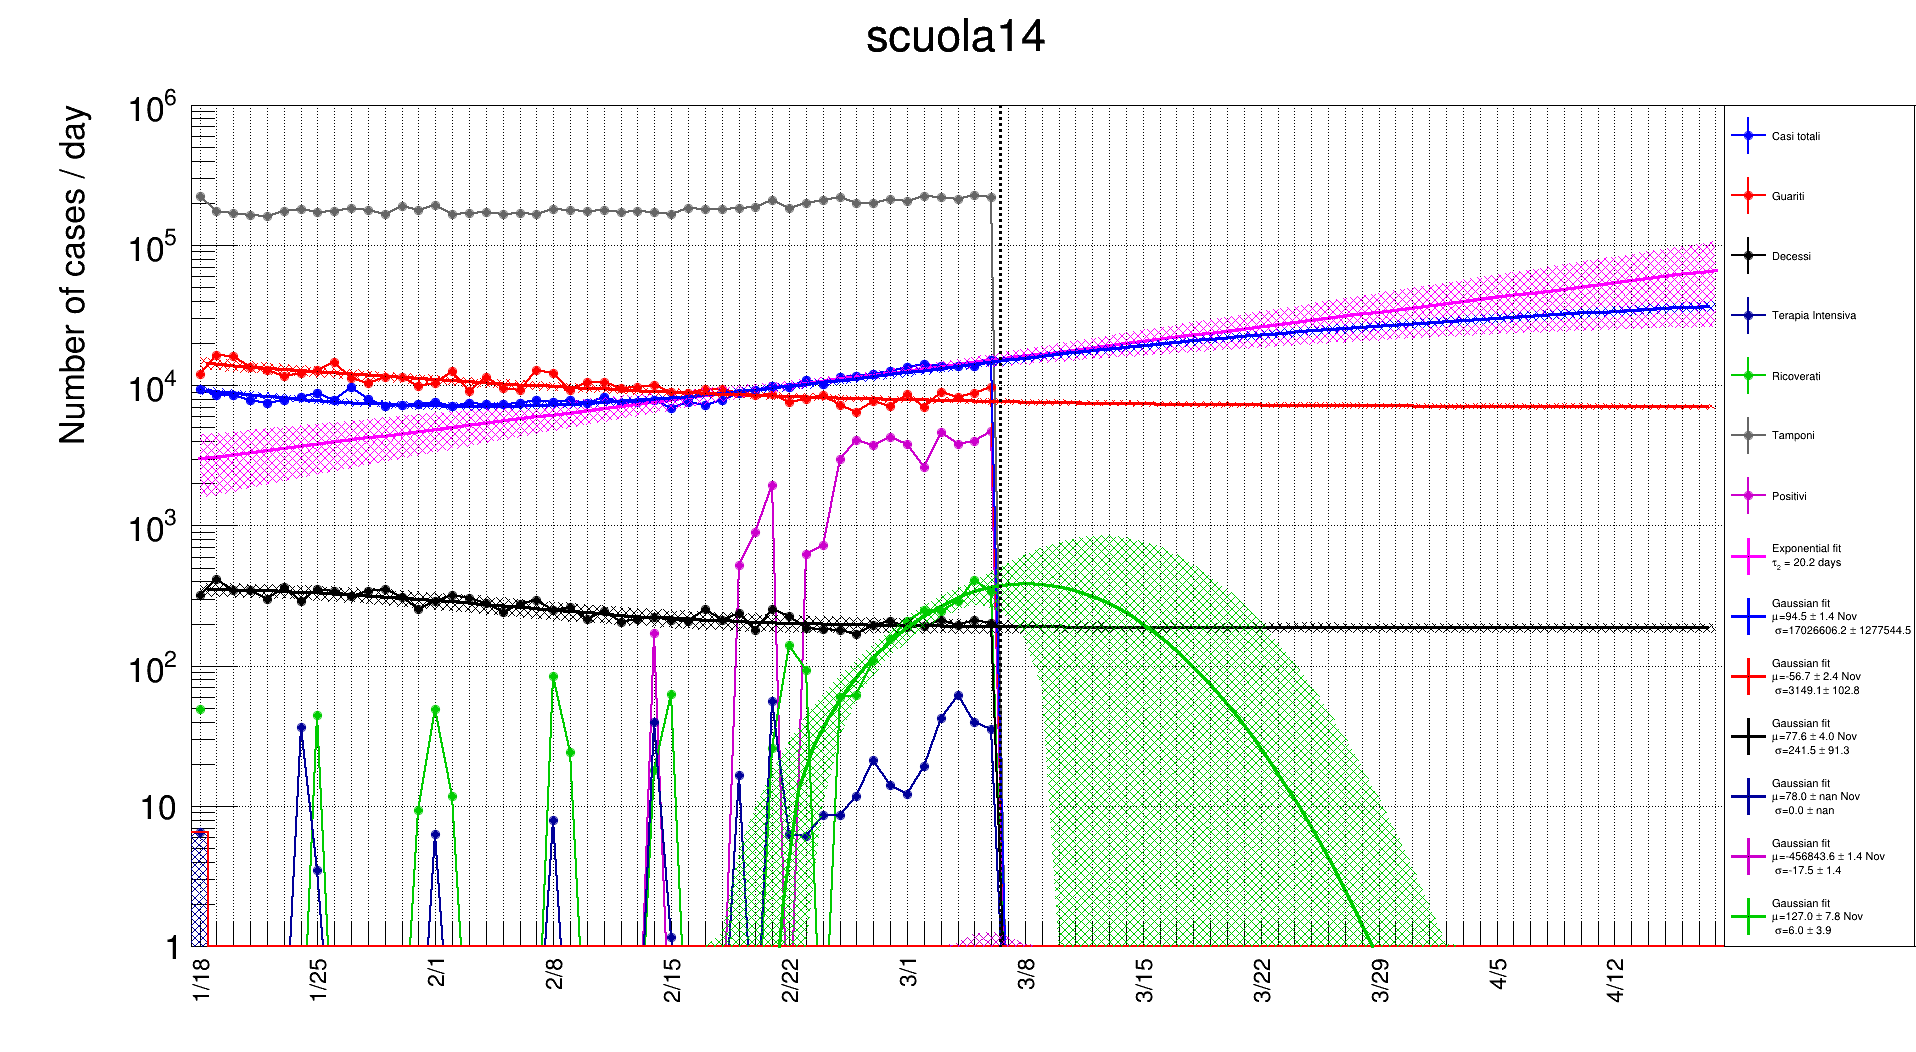 scuola14
Number of cases / day
10^6
10^5
10^4
10^3
10^2
10
1
1/18
1/25
2/1
2/8
2/15
2/22
3/1
3/8
3/15
3/22
3/29
4/5
4/12
Casi totali
Guariti
Decessi
Terapia Intensiva
Ricoverati
Tamponi
Positivi
Exponential fit
τ₂ = 20.2 days
Gaussian fit
μ=94.5 ± 1.4 Nov
σ=17026606.2 ± 1277544.5
Gaussian fit
μ=-56.7 ± 2.4 Nov
σ=3149.1 ± 102.8
Gaussian fit
μ=77.6 ± 4.0 Nov
σ=241.5 ± 91.3
Gaussian fit
μ=78.0 ± nan Nov
σ=0.0 ± nan
Gaussian fit
μ=-456843.6 ± 1.4 Nov
σ=-17.5 ± 1.4
Gaussian fit
μ=127.0 ± 7.8 Nov
σ=6.0 ± 3.9